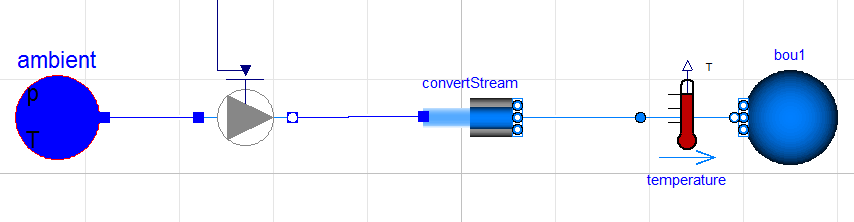 ambient
p
T
convertStream
T
temperature
bou1